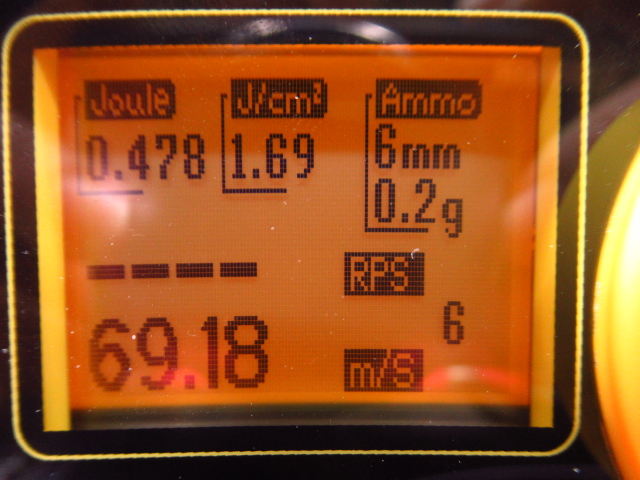 Joule J/cm² Ammo
0.478 1.69 6mm
0.2g
---- RPS
6
69.18 m/S